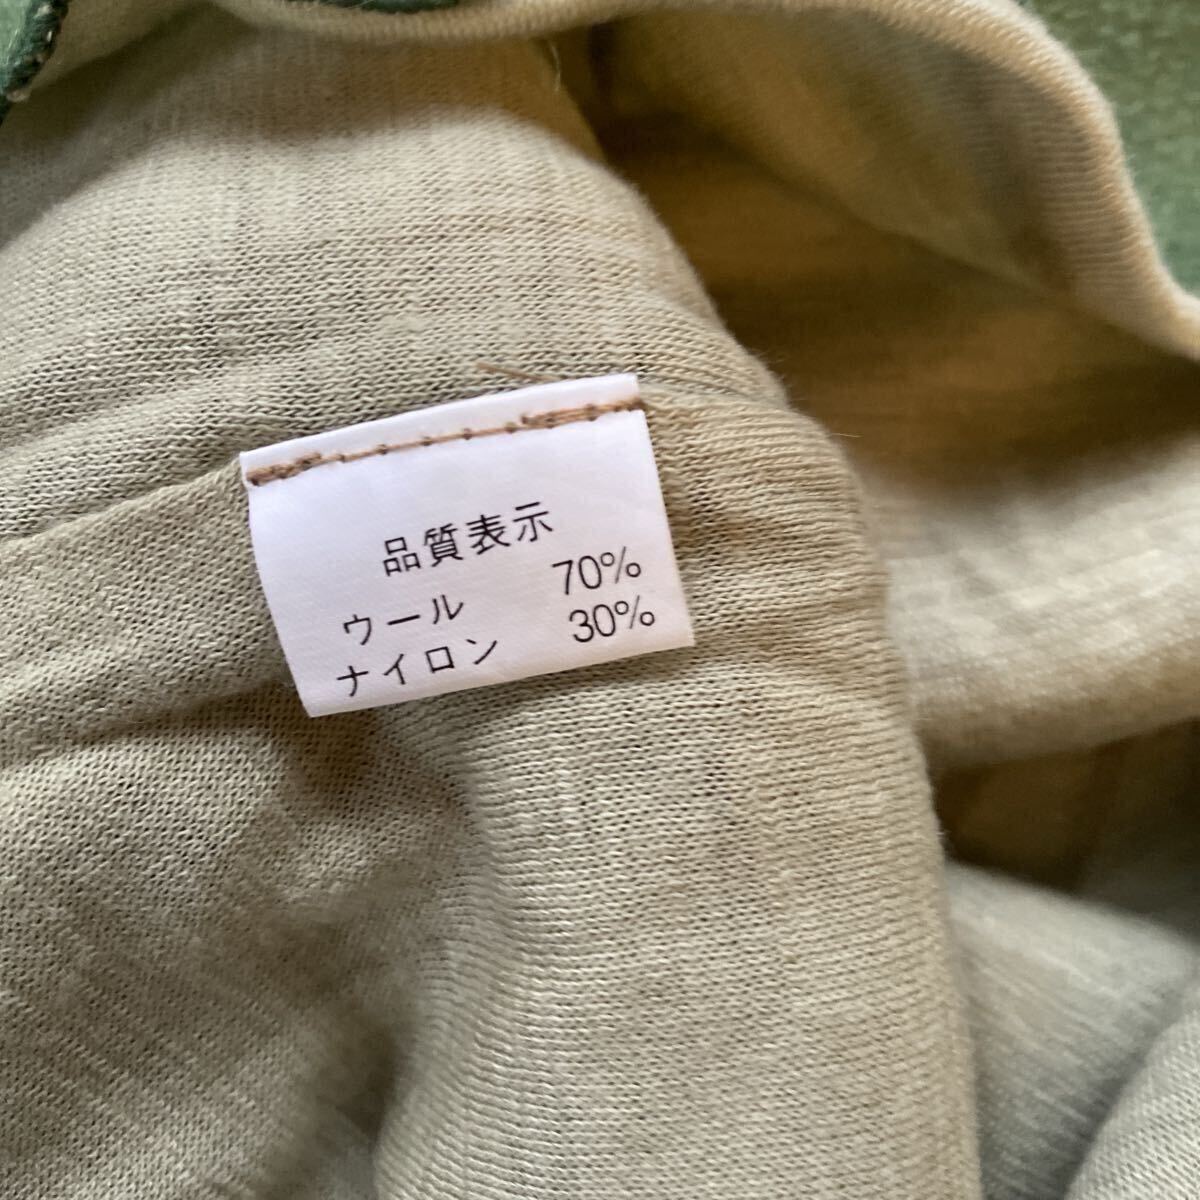 品質表示
ウール 70%
ナイロン 30%